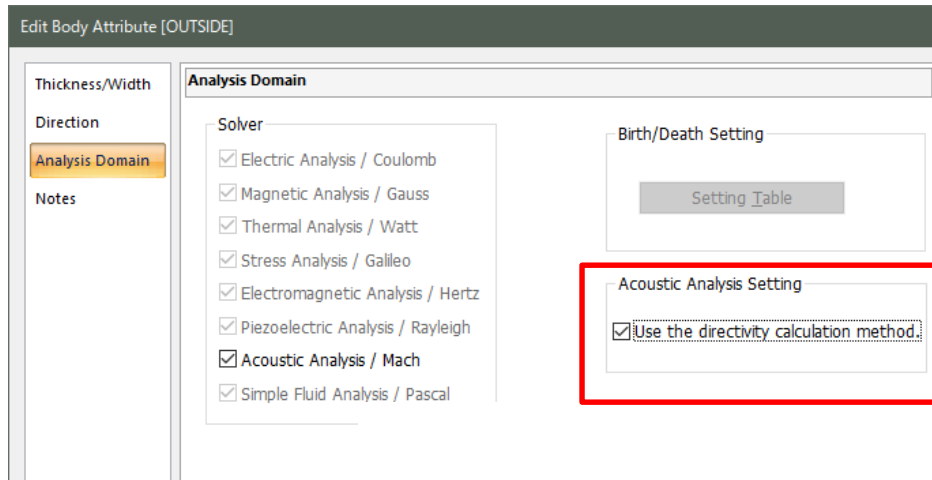 Edit Body Attribute [OUTSIDE]
Thickness/Width
Direction
Analysis Domain
Notes
Analysis Domain
Solver
Electric Analysis / Coulomb
Magnetic Analysis / Gauss
Thermal Analysis / Watt
Stress Analysis / Galileo
Electromagnetic Analysis / Hertz
Piezoelectric Analysis / Rayleigh
Acoustic Analysis / Mach
Simple Fluid Analysis / Pascal
Birth/Death Setting
Setting Table
Acoustic Analysis Setting
Use the directivity calculation method.